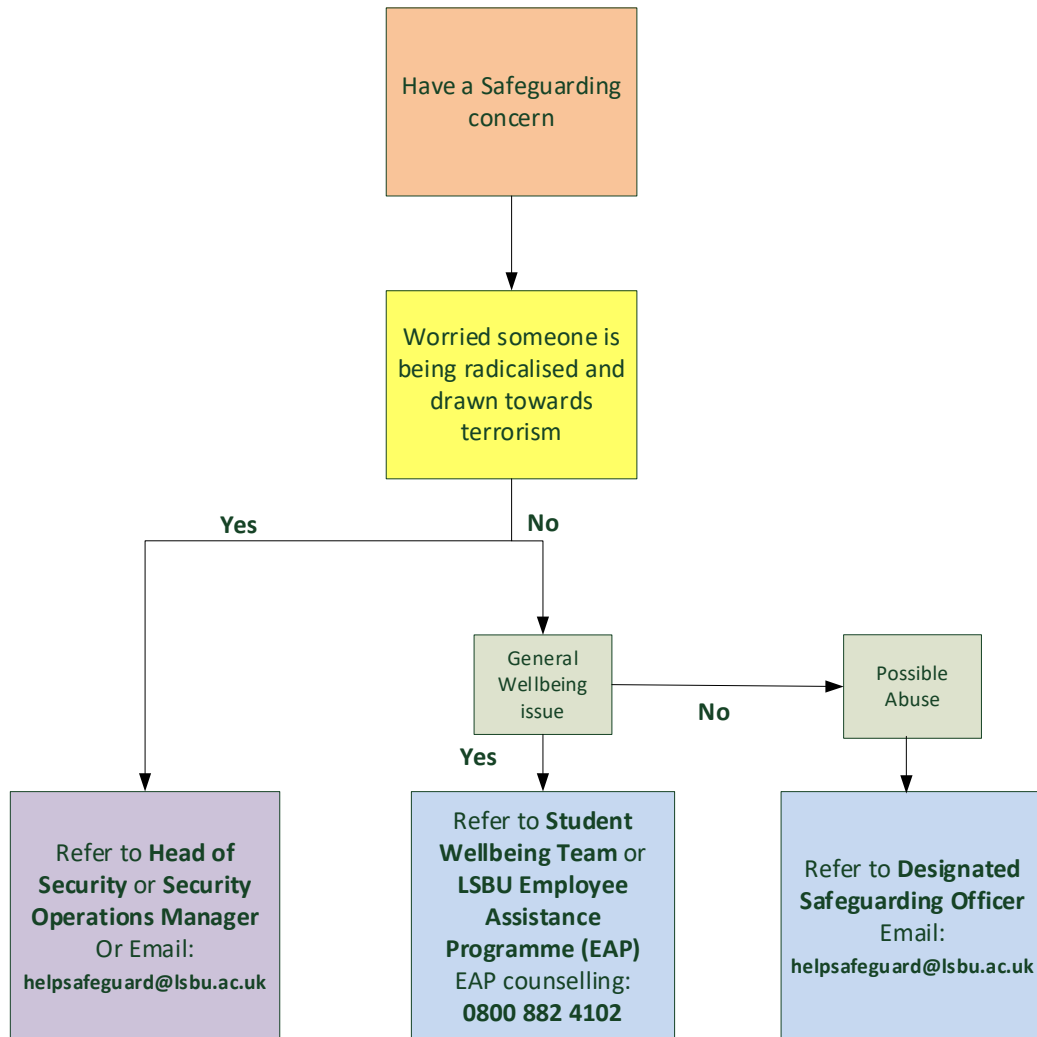 Have a Safeguarding
concern
Worried someone is
being radicalised and
drawn towards
terrorism
Yes
No
General
Wellbeing
issue
No
Possible
Abuse
Yes
Refer to Head of
Security or Security
Operations Manager
Or Email:
helpsafeguard@lsbu.ac.uk
Refer to Student
Wellbeing Team or
LSBU Employee
Assistance
Programme (EAP)
EAP counselling:
0800 882 4102
Refer to Designated
Safeguarding Officer
Email:
helpsafeguard@lsbu.ac.uk